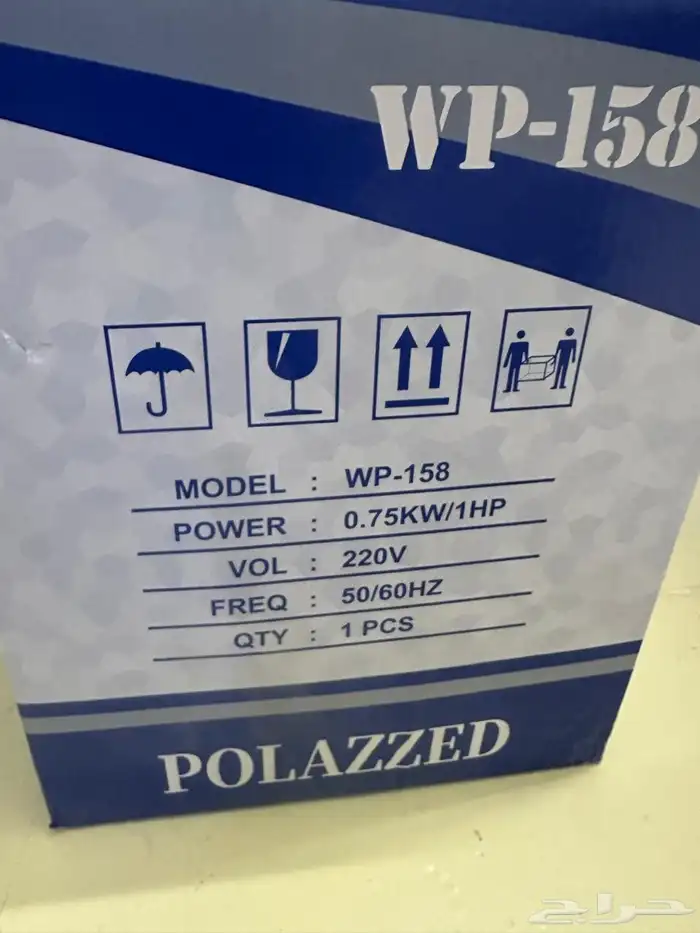 WP-158
MODEL : WP-158
POWER : 0.75KW/1HP
VOL : 220V
FREQ : 50/60HZ
QTY : 1 PCS
POLAZZED
حراج